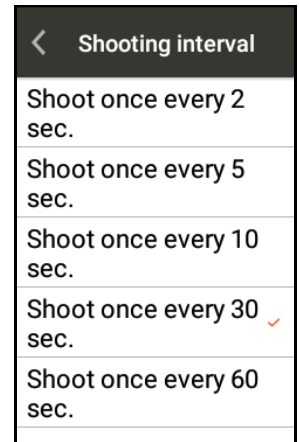 Shooting interval
Shoot once every 2
sec.
Shoot once every 5
sec.
Shoot once every 10
sec.
Shoot once every 30
sec.
Shoot once every 60
sec.